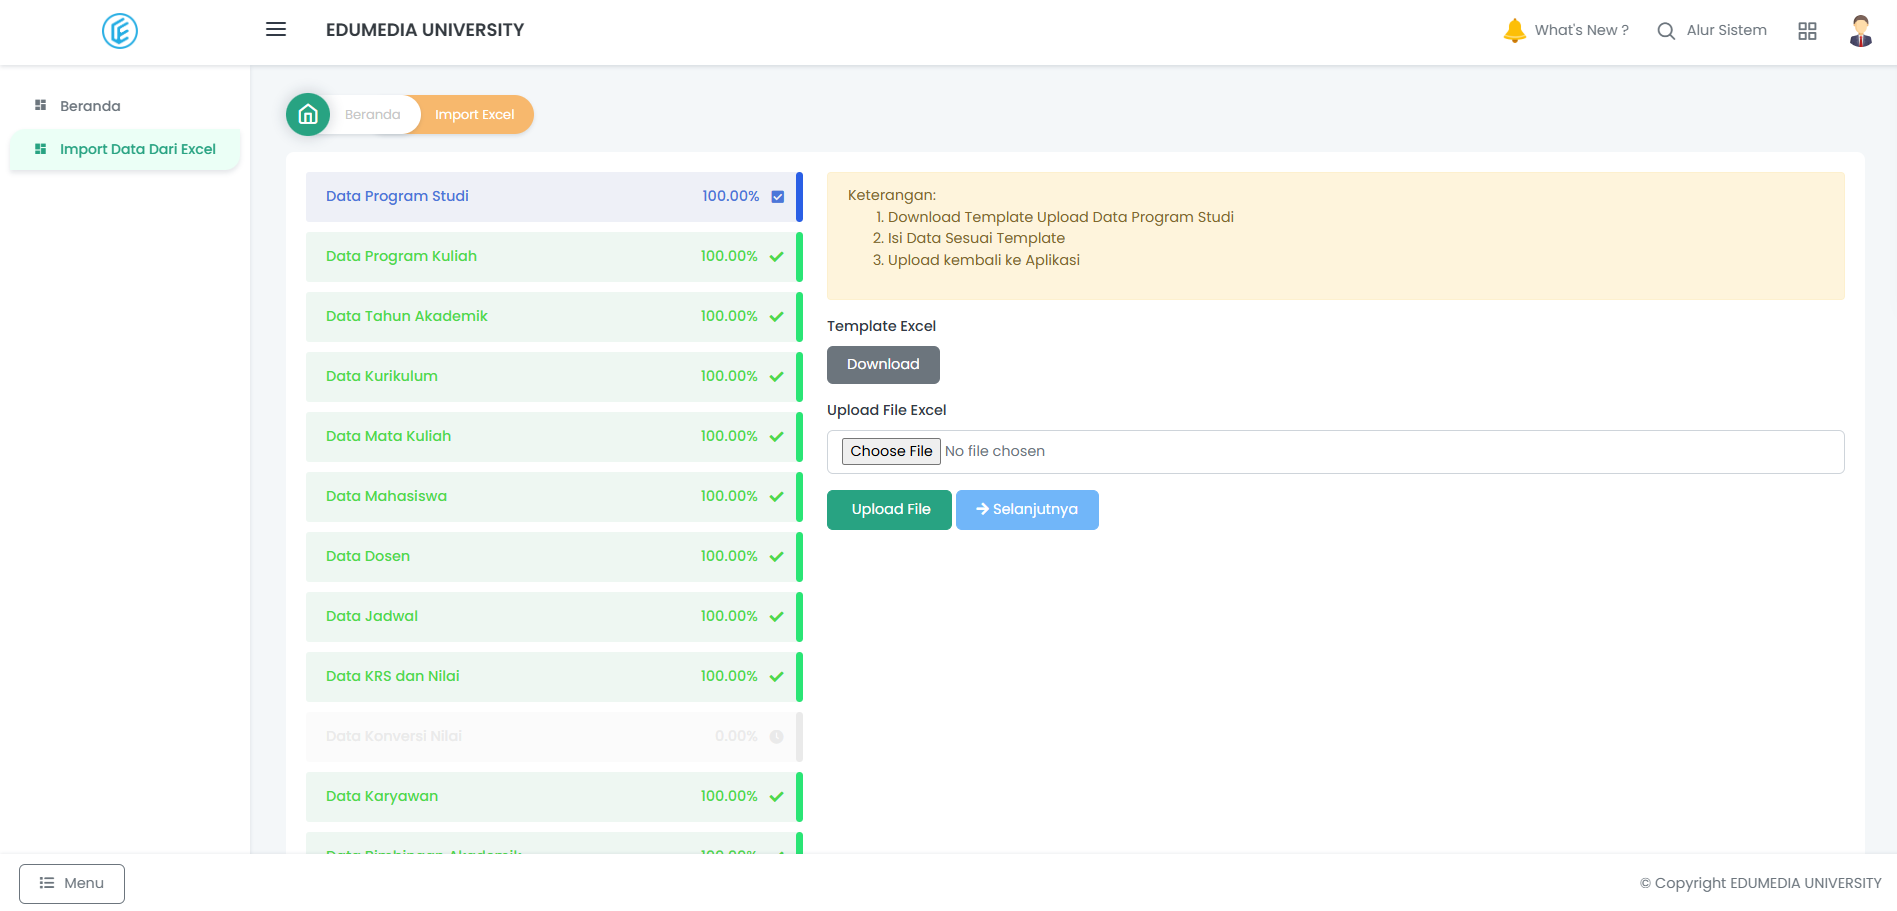 EDUMEDIA UNIVERSITY
What's New ?
Alur Sistem
Beranda
Import Data Dari Excel
Beranda
Import Excel
Data Program Studi 100.00%
Data Program Kuliah 100.00%
Data Tahun Akademik 100.00%
Data Kurikulum 100.00%
Data Mata Kuliah 100.00%
Data Mahasiswa 100.00%
Data Dosen 100.00%
Data Jadwal 100.00%
Data KRS dan Nilai 100.00%
Data Konversi Nilai 0.00%
Data Karyawan 100.00%
Data Bimbingan Akademik 100.00%
Keterangan:
1. Download Template Upload Data Program Studi
2. Isi Data Sesuai Template
3. Upload kembali ke Aplikasi
Template Excel
Download
Upload File Excel
Choose File No file chosen
Upload File
Selanjutnya
Menu
© Copyright EDUMEDIA UNIVERSITY